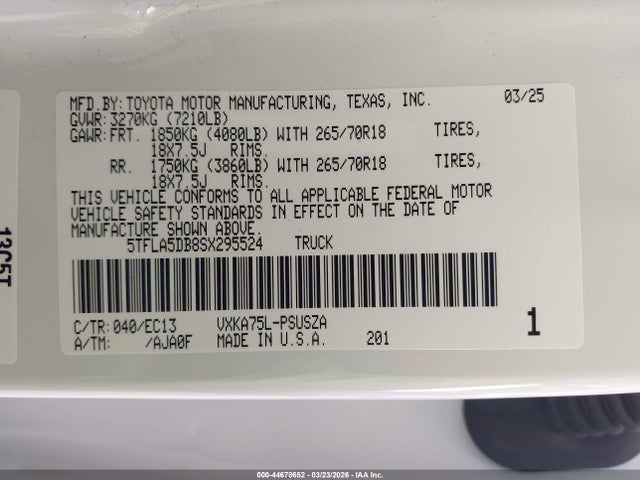 MFD.BY:TOYOTA MOTOR MANUFACTURING, TEXAS, INC. 03/25
GVWR:3270KG (7210LB)
GAWR:FRT. 1850KG (4080LB) WITH 265/70R18 TIRES,
18X7.5J RIMS.
RR. 1750KG (3860LB) WITH 265/70R18 TIRES,
18X7.5J RIMS.
THIS VEHICLE CONFORMS TO ALL APPLICABLE FEDERAL MOTOR
VEHICLE SAFETY STANDARDS IN EFFECT ON THE DATE OF
MANUFACTURE SHOWN ABOVE.
5TFLA5DB8SX295524 TRUCK
C/TR:040/EC13 VXKA75L-PSUSZA
A/TM: /AJA0F MADE IN U.S.A. 201 1
13C5T
000-44678652 - 03/23/2026 - IAA Inc.